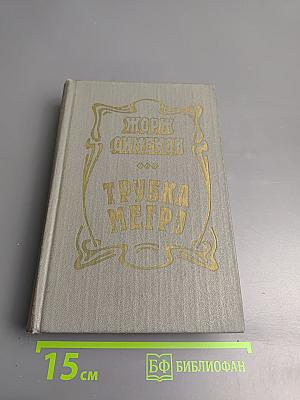 ЖОРЖ
СИМЕНОН
ТРУБКА
МЕГРЭ
15 см
БФ БИБЛИОФАН